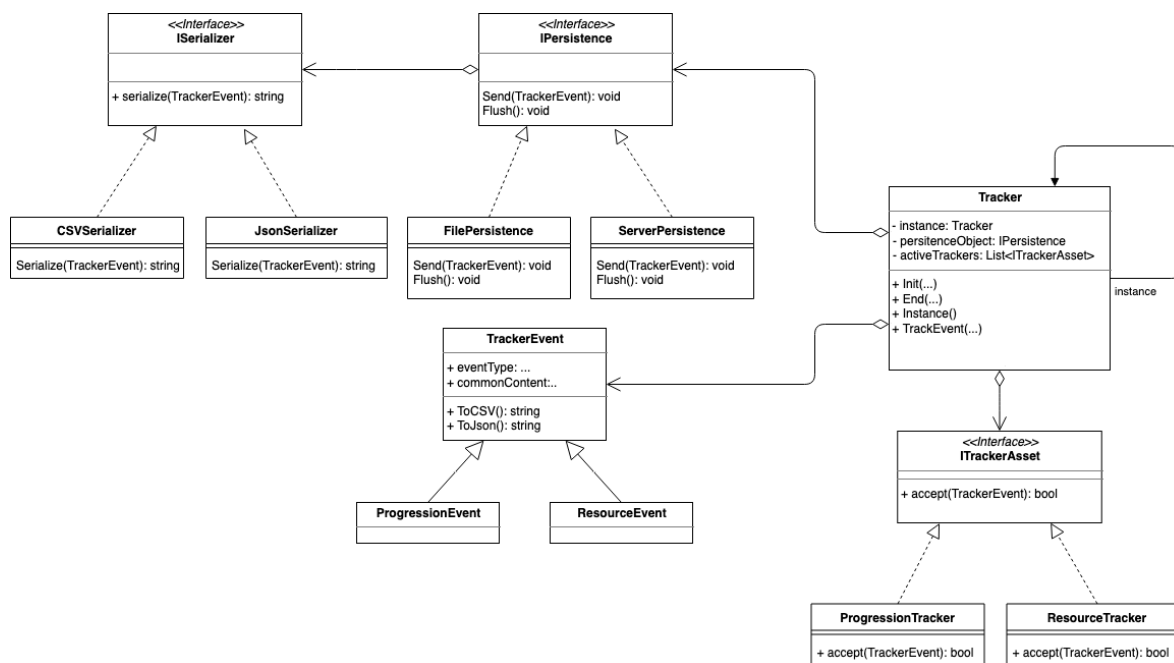 <<Interface>>
ISerializer
+ serialize(TrackerEvent): string
<<Interface>>
IPersistence
Send(TrackerEvent): void
Flush(): void
CSVSerializer
Serialize(TrackerEvent): string
JsonSerializer
Serialize(TrackerEvent): string
FilePersistence
Send(TrackerEvent): void
Flush(): void
ServerPersistence
Send(TrackerEvent): void
Flush(): void
Tracker
- instance: Tracker
- persitenceObject: IPersistence
- activeTrackers: List<ITrackerAsset>
+ Init(...)
+ End(...)
+ Instance()
+ TrackEvent(...)
instance
TrackerEvent
+ eventType: ...
+ commonContent:..
+ ToCSV(): string
+ ToJson(): string
ProgressionEvent
ResourceEvent
<<Interface>>
ITrackerAsset
+ accept(TrackerEvent): bool
ProgressionTracker
+ accept(TrackerEvent): bool
ResourceTracker
+ accept(TrackerEvent): bool